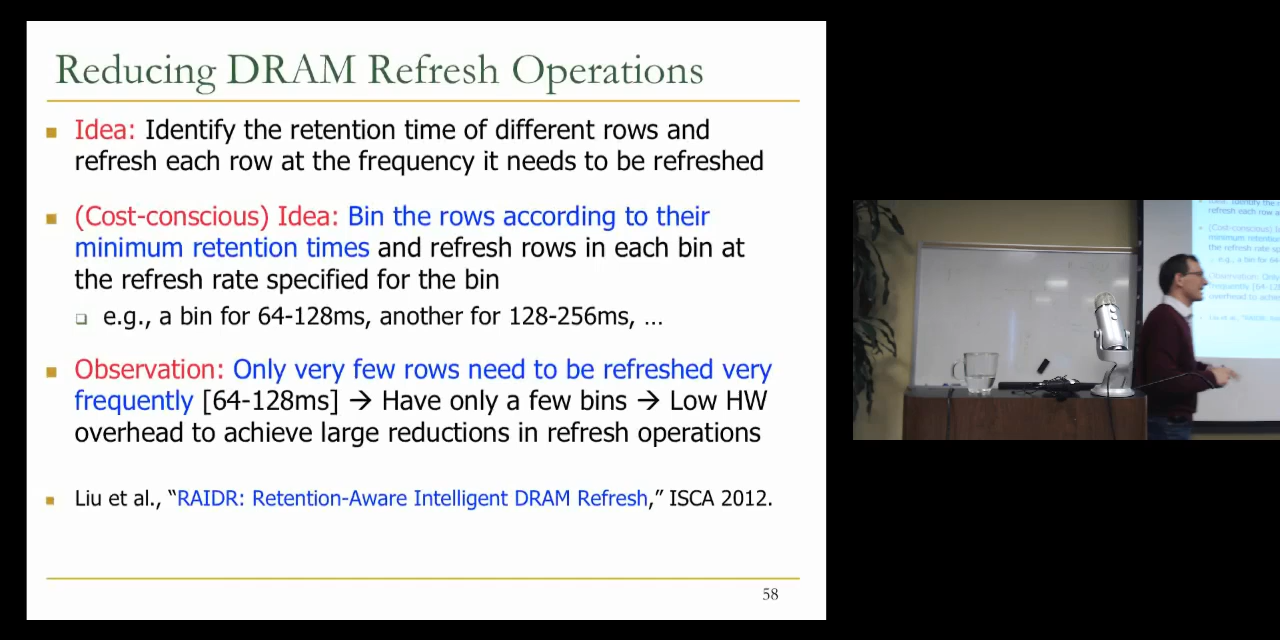 Reducing DRAM Refresh Operations
Idea: Identify the retention time of different rows and
refresh each row at the frequency it needs to be refreshed
(Cost-conscious) Idea: Bin the rows according to their
minimum retention times and refresh rows in each bin at
the refresh rate specified for the bin
e.g., a bin for 64-128ms, another for 128-256ms, …
Observation: Only very few rows need to be refreshed very
frequently [64-128ms] → Have only a few bins → Low HW
overhead to achieve large reductions in refresh operations
Liu et al., “RAIDR: Retention-Aware Intelligent DRAM Refresh,” ISCA 2012.
58